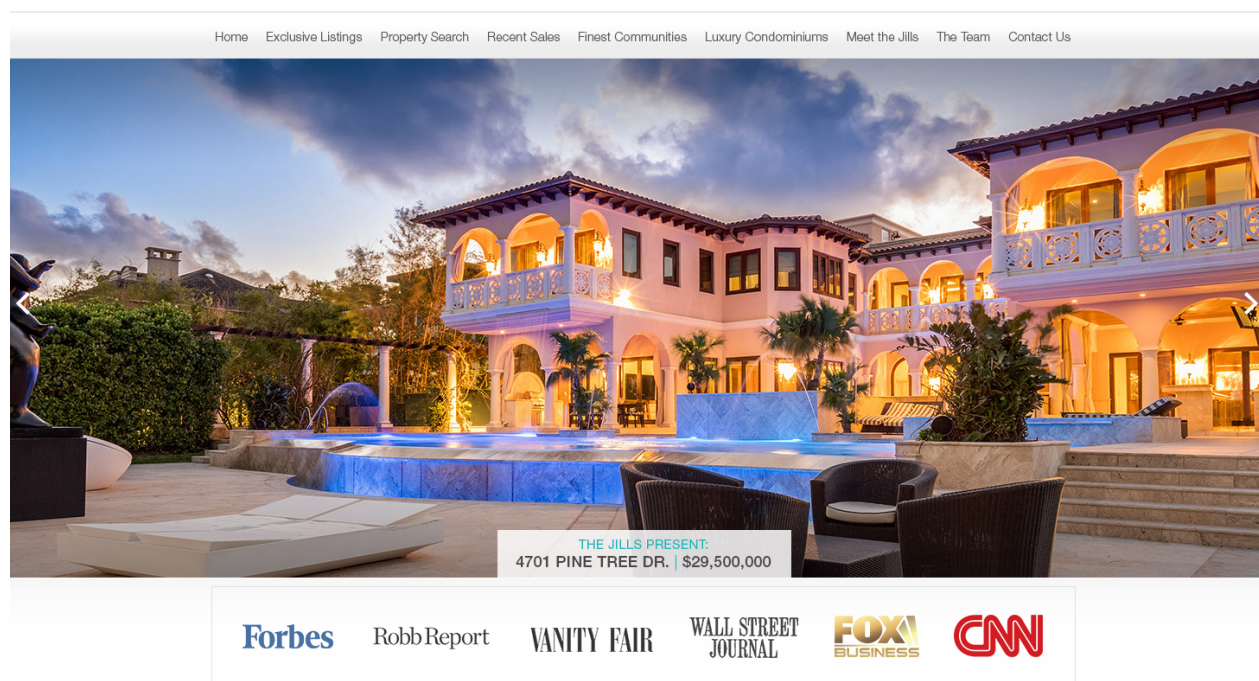 Home Exclusive Listings Property Search Recent Sales Finest Communities Luxury Condominiums Meet the Jills The Team Contact Us
THE JILLS PRESENT:
4701 PINE TREE DR. | $29,500,000
Forbes Robb Report VANITY FAIR WALL STREET JOURNAL FOX BUSINESS CNN